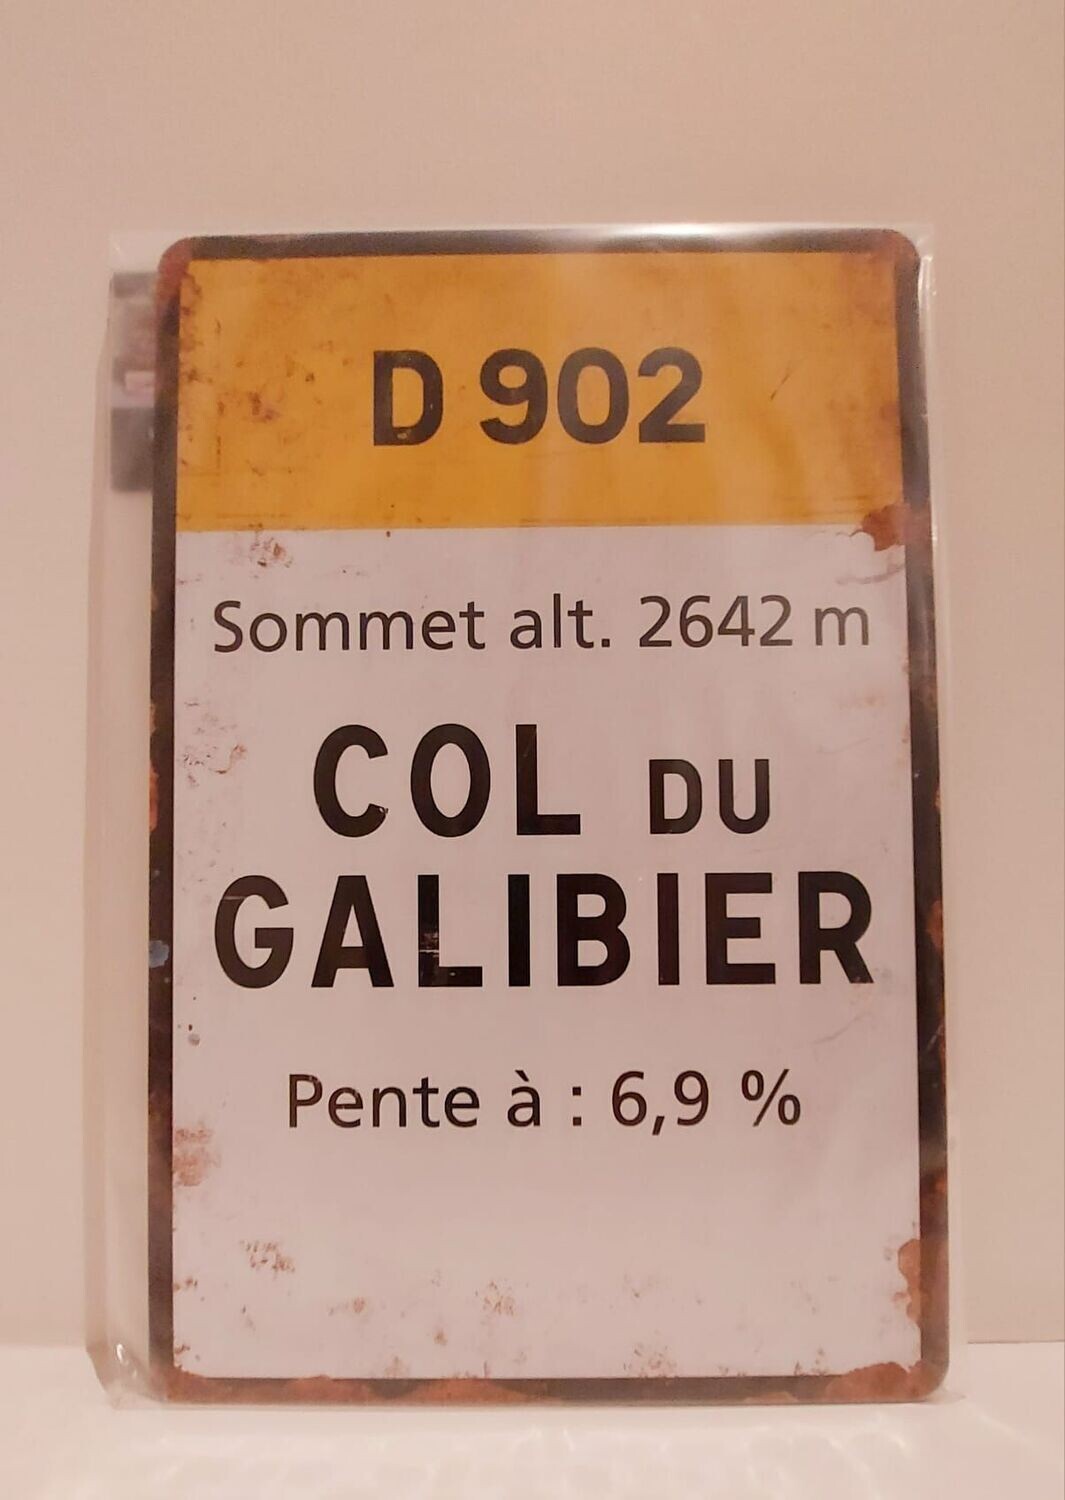 D 902
Sommet alt. 2642 m
COL DU
GALIBIER
Pente à : 6,9 %